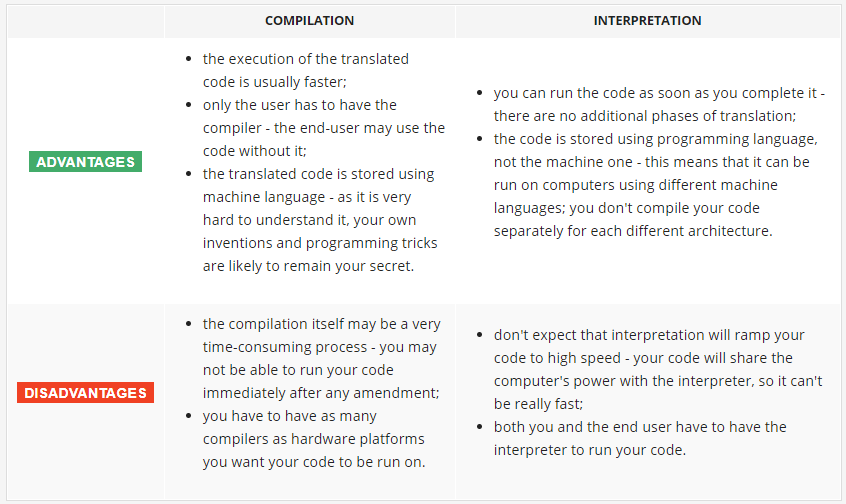 COMPILATION
INTERPRETATION
ADVANTAGES
• the execution of the translated
code is usually faster;
• only the user has to have the
compiler - the end-user may use the
code without it;
• the translated code is stored using
machine language - as it is very
hard to understand it, your own
inventions and programming tricks
are likely to remain your secret.
• you can run the code as soon as you complete it -
there are no additional phases of translation;
• the code is stored using programming language,
not the machine one - this means that it can be
run on computers using different machine
languages; you don't compile your code
separately for each different architecture.
DISADVANTAGES
• the compilation itself may be a very
time-consuming process - you may
not be able to run your code
immediately after any amendment;
• you have to have as many
compilers as hardware platforms
you want your code to be run on.
• don't expect that interpretation will ramp your
code to high speed - your code will share the
computer's power with the interpreter, so it can't
be really fast;
• both you and the end user have to have the
interpreter to run your code.